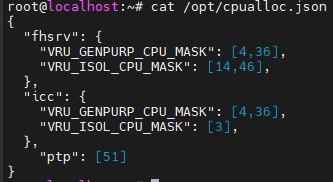 root@localhost:~# cat /opt/cpualloc.json
{
  "fhsrv": {
    "VRU_GENPURP_CPU_MASK": [4,36],
    "VRU_ISOL_CPU_MASK": [14,46],
  },
  "icc": {
    "VRU_GENPURP_CPU_MASK": [4,36],
    "VRU_ISOL_CPU_MASK": [3],
  },
    "ptp": [51]
}